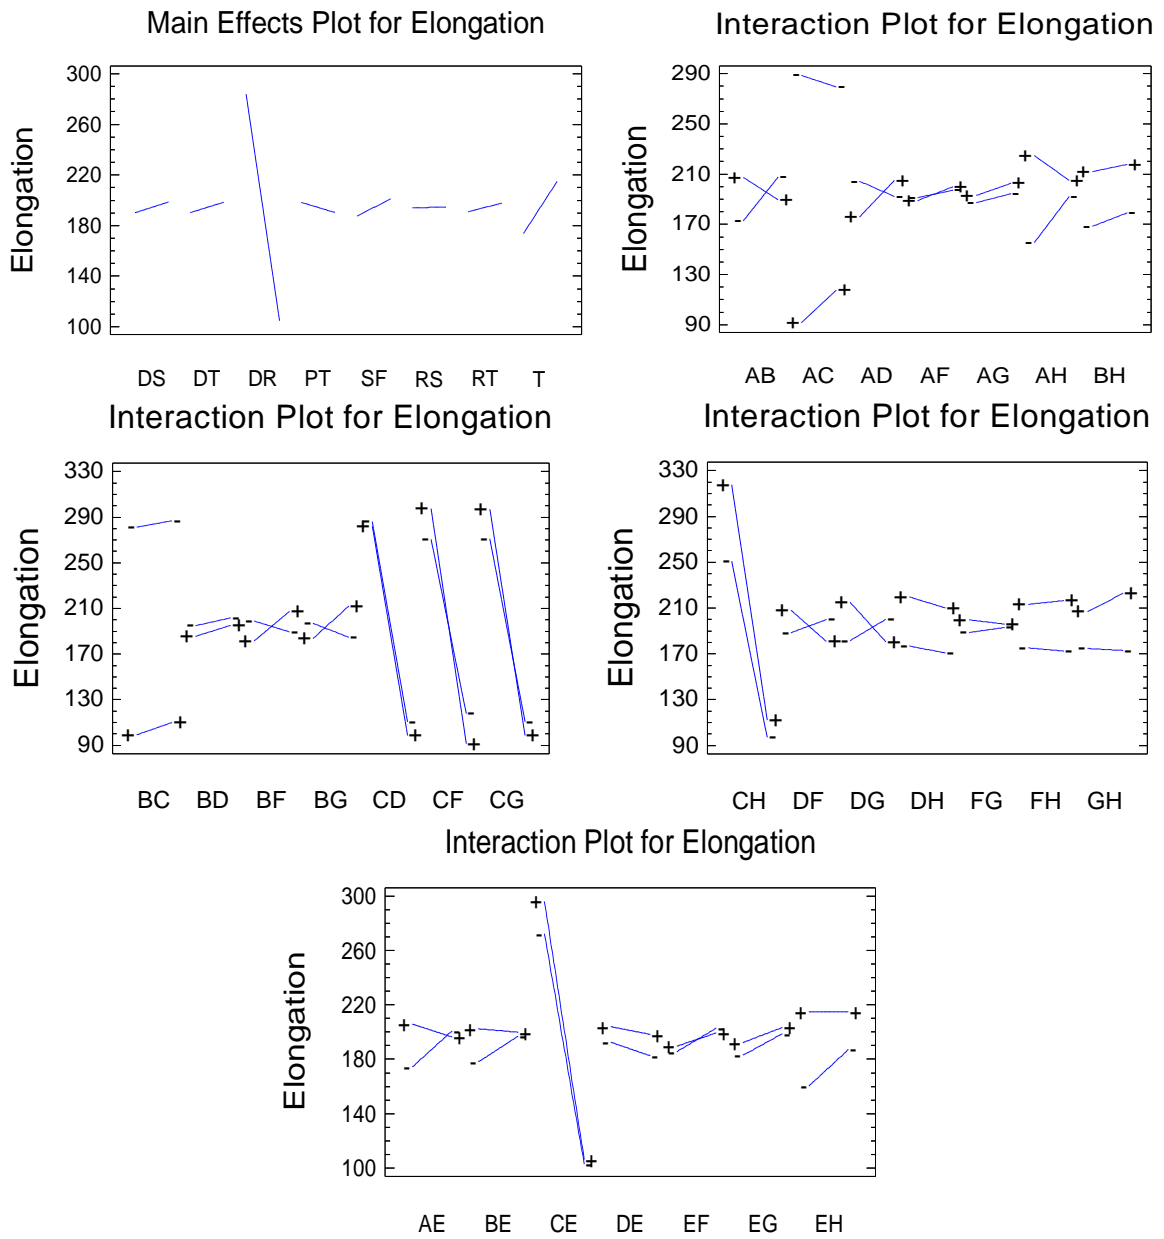 Main Effects Plot for Elongation
Elongation
300
260
220
180
140
100
DS DT DR PT SF RS RT T
Interaction Plot for Elongation
Elongation
290
250
210
170
130
90
AB AC AD AF AG AH BH
Interaction Plot for Elongation
Elongation
330
290
250
210
170
130
90
BC BD BF BG CD CF CG
Interaction Plot for Elongation
Elongation
330
290
250
210
170
130
90
CH DF DG DH FG FH GH
Interaction Plot for Elongation
Elongation
300
260
220
180
140
100
AE BE CE DE EF EG EH